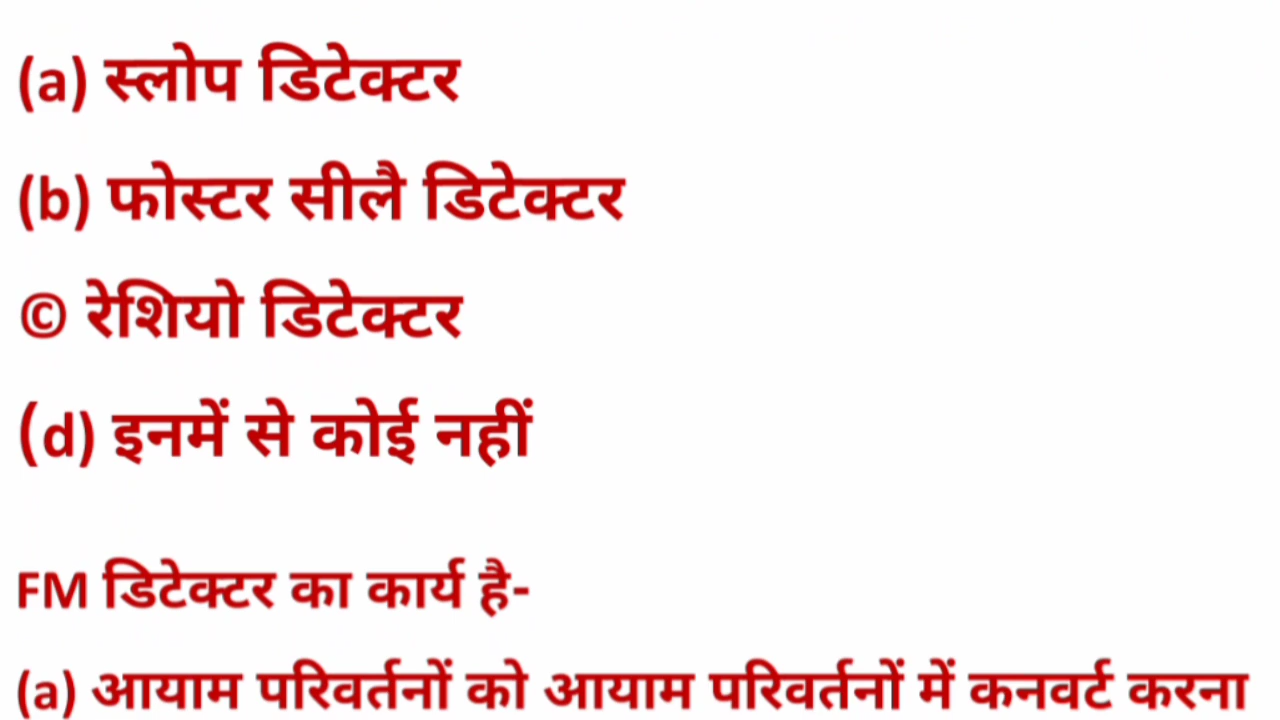 (a) स्लोप डिटेक्टर
(b) फोस्टर सीलै डिटेक्टर
© रेशियो डिटेक्टर
(d) इनमें से कोई नहीं
FM डिटेक्टर का कार्य है-
(a) आयाम परिवर्तनों को आयाम परिवर्तनों में कनवर्ट करना